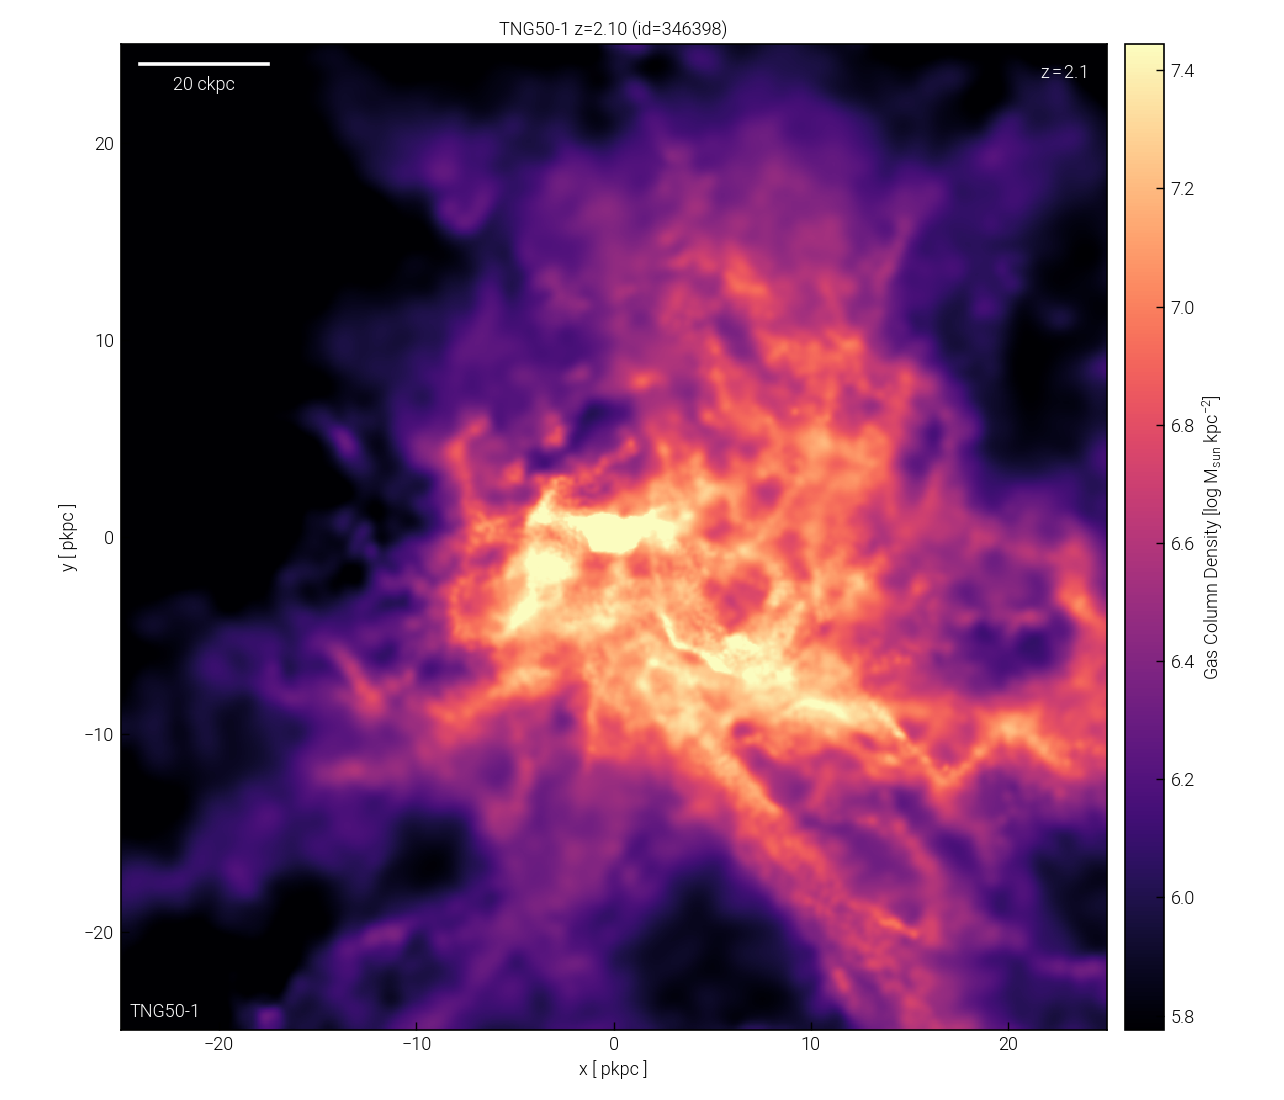 TNG50-1 z=2.10 (id=346398)
20 ckpc
z=2.1
TNG50-1
20
10
0
−10
−20
y [ pkpc ]
−20
−10
0
10
20
x [ pkpc ]
7.4
7.2
7.0
6.8
6.6
6.4
6.2
6.0
5.8
Gas Column Density [log M_sun kpc^−2]